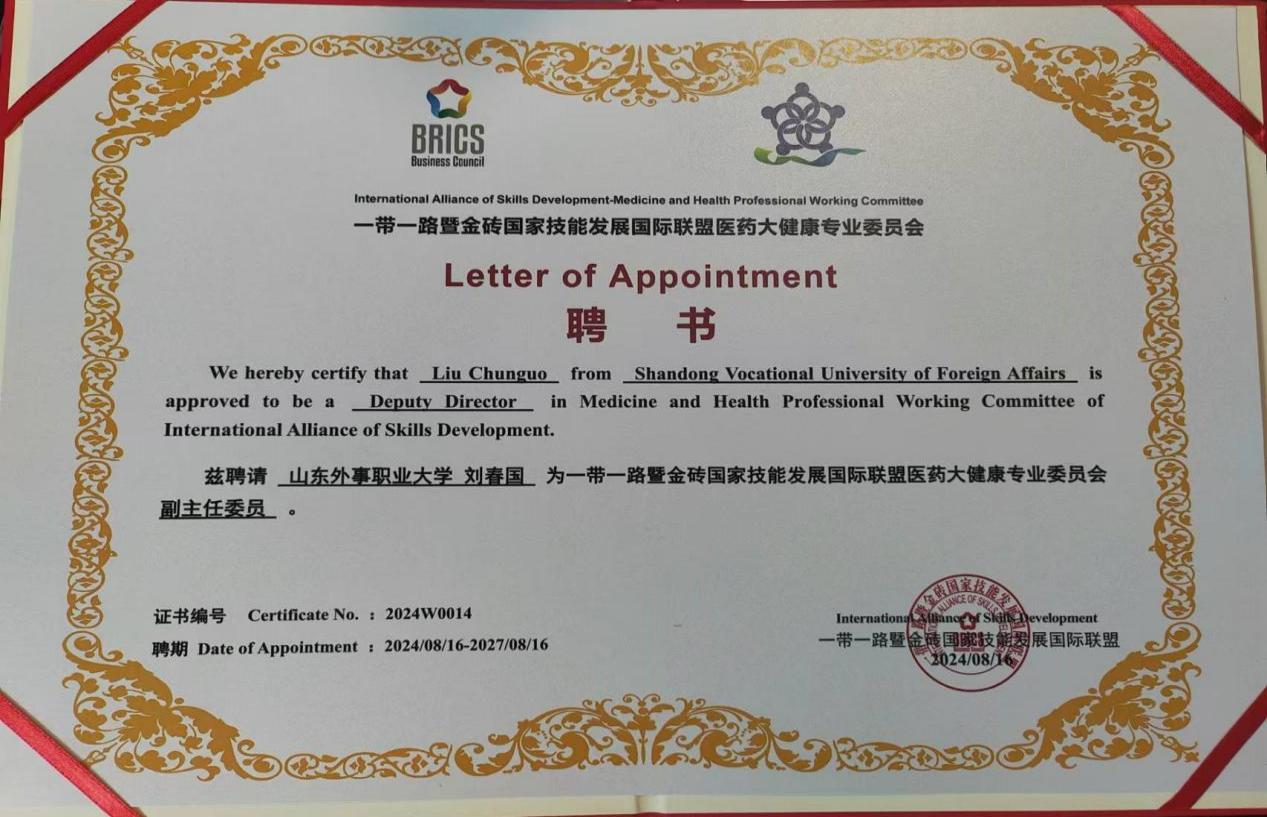 BRICS
Business Council
International Alliance of Skills Development-Medicine and Health Professional Working Committee
一带一路暨金砖国家技能发展国际联盟医药大健康专业委员会
Letter of Appointment
聘 书
We hereby certify that Liu Chunguo from Shandong Vocational University of Foreign Affairs is
approved to be a Deputy Director in Medicine and Health Professional Working Committee of
International Alliance of Skills Development.
兹聘请 山东外事职业大学 刘春国 为一带一路暨金砖国家技能发展国际联盟医药大健康专业委员会
副主任委员 。
证书编号 Certificate No. : 2024W0014
聘期 Date of Appointment : 2024/08/16-2027/08/16
International Alliance of Skills Development
一带一路暨金砖国家技能发展国际联盟
2024/08/16